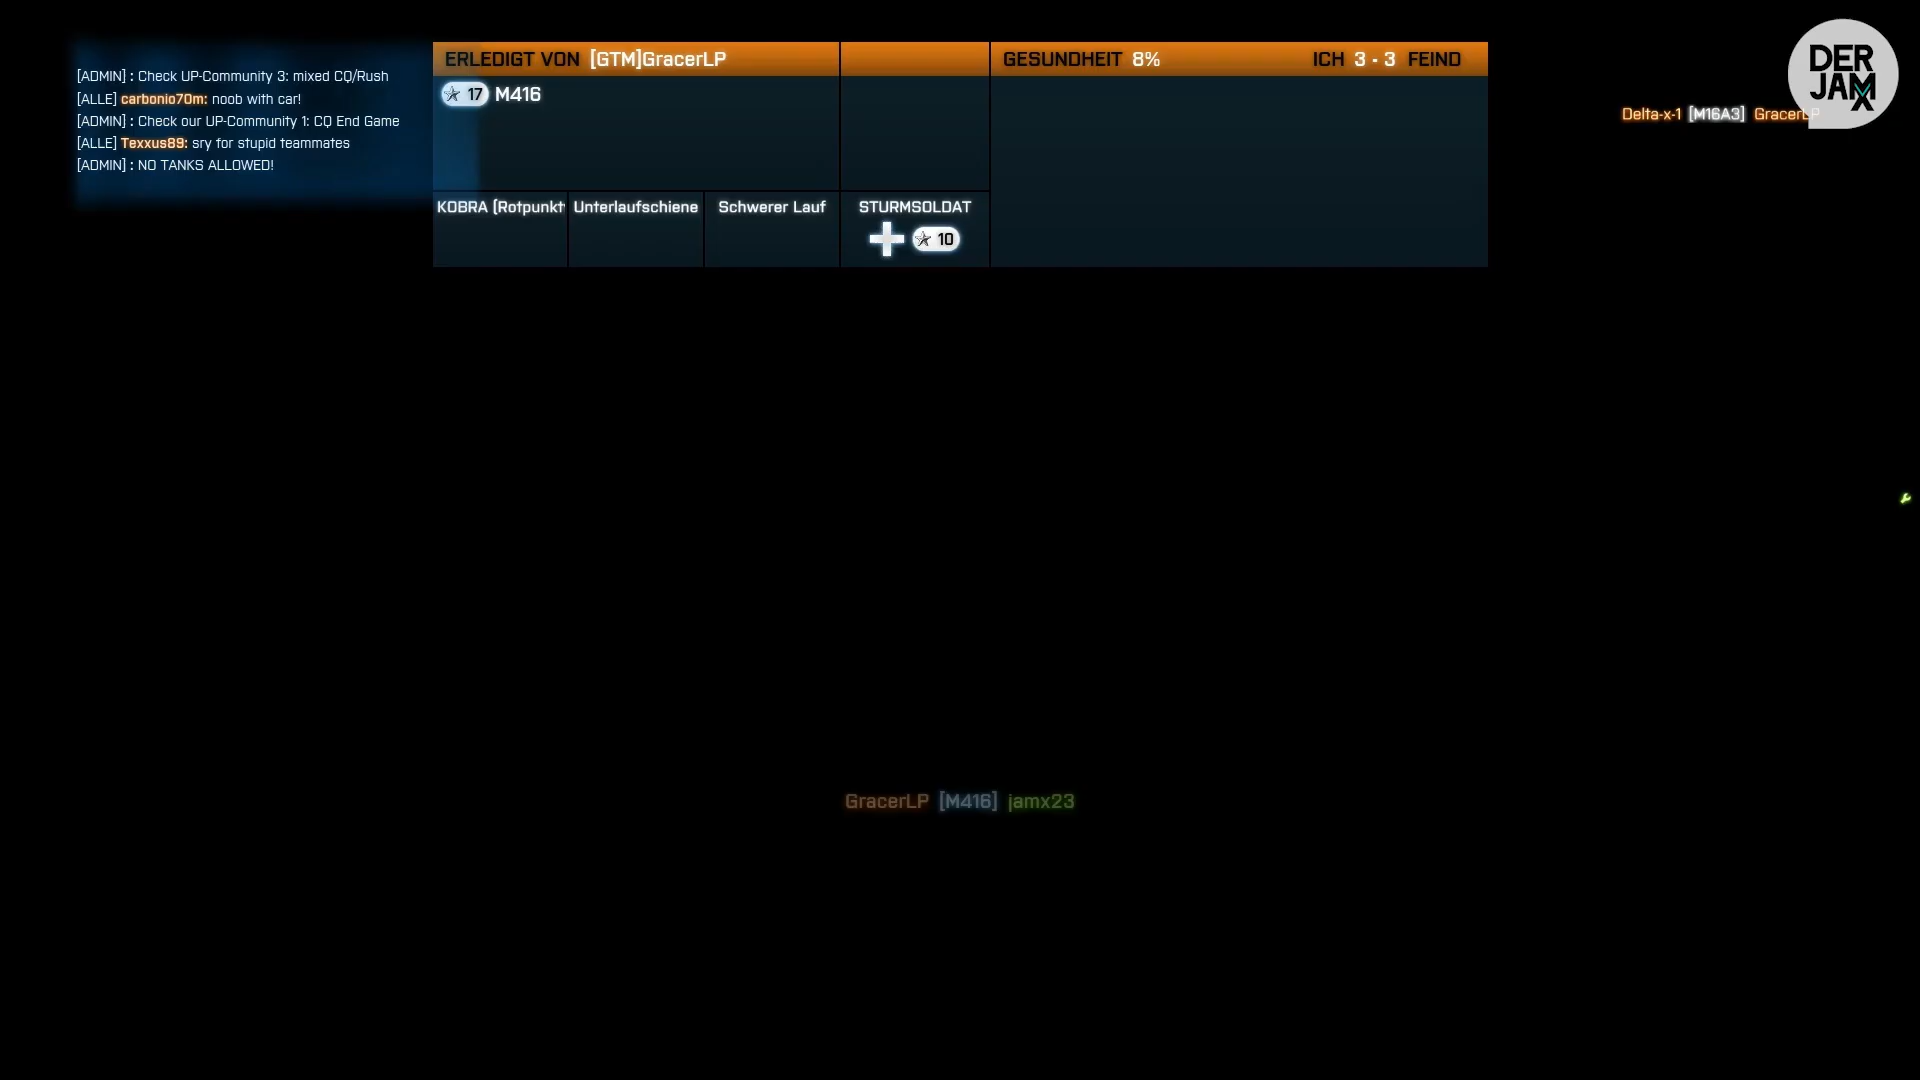 [ADMIN] : Check UP-Community 3: mixed CQ/Rush
[ALLE] carbonio70m: noob with car!
[ADMIN] : Check our UP-Community 1: CQ End Game
[ALLE] Texxus89: sry for stupid teammates
[ADMIN] : NO TANKS ALLOWED!
ERLEDIGT VON [GTM]GracerLP
17 M416
KOBRA (Rotpunkt
Unterlaufschiene
Schwerer Lauf
STURMSOLDAT
10
GESUNDHEIT 8%
ICH 3 - 3 FEIND
DER
JAMX
Delta-x-1 [M16A3] GracerLP
GracerLP [M416] jamx23